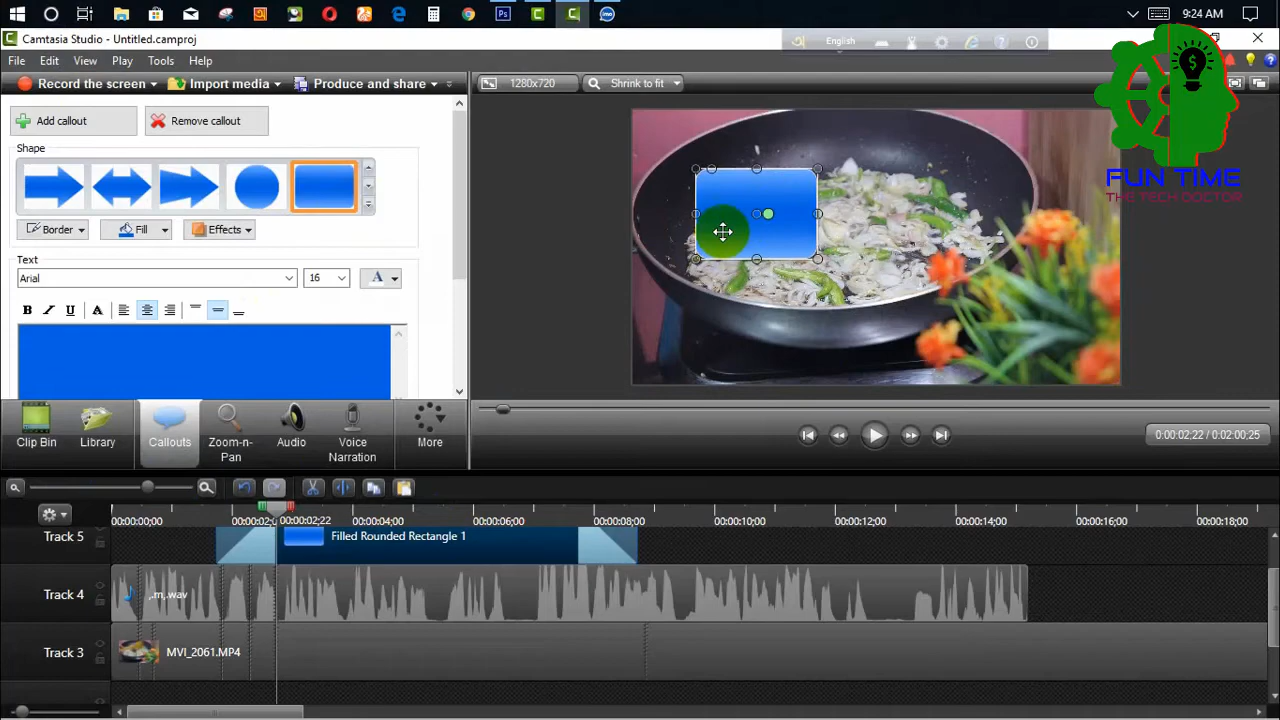 9:24 AM
Camtasia Studio - Untitled.camproj
English
File Edit View Play Tools Help
Record the screen Import media Produce and share 1280x720 Shrink to fit
Add callout Remove callout
Shape
Border Fill Effects
Text
Arial 16 A
B I U A
FUN TIME
THE TECH DOCTOR
Clip Bin Library Callouts Zoom-n-Pan Audio Voice Narration More
0:00:02;22 / 0:02:00;25
00:00:00;00 00:00:02;22 00:00:04;00 00:00:06;00 00:00:08;00 00:00:10;00 00:00:12;00 00:00:14;00 00:00:16;00 00:00:18;00
Track 5 Filled Rounded Rectangle 1
Track 4 ,.m,.wav
Track 3 MVI_2061.MP4